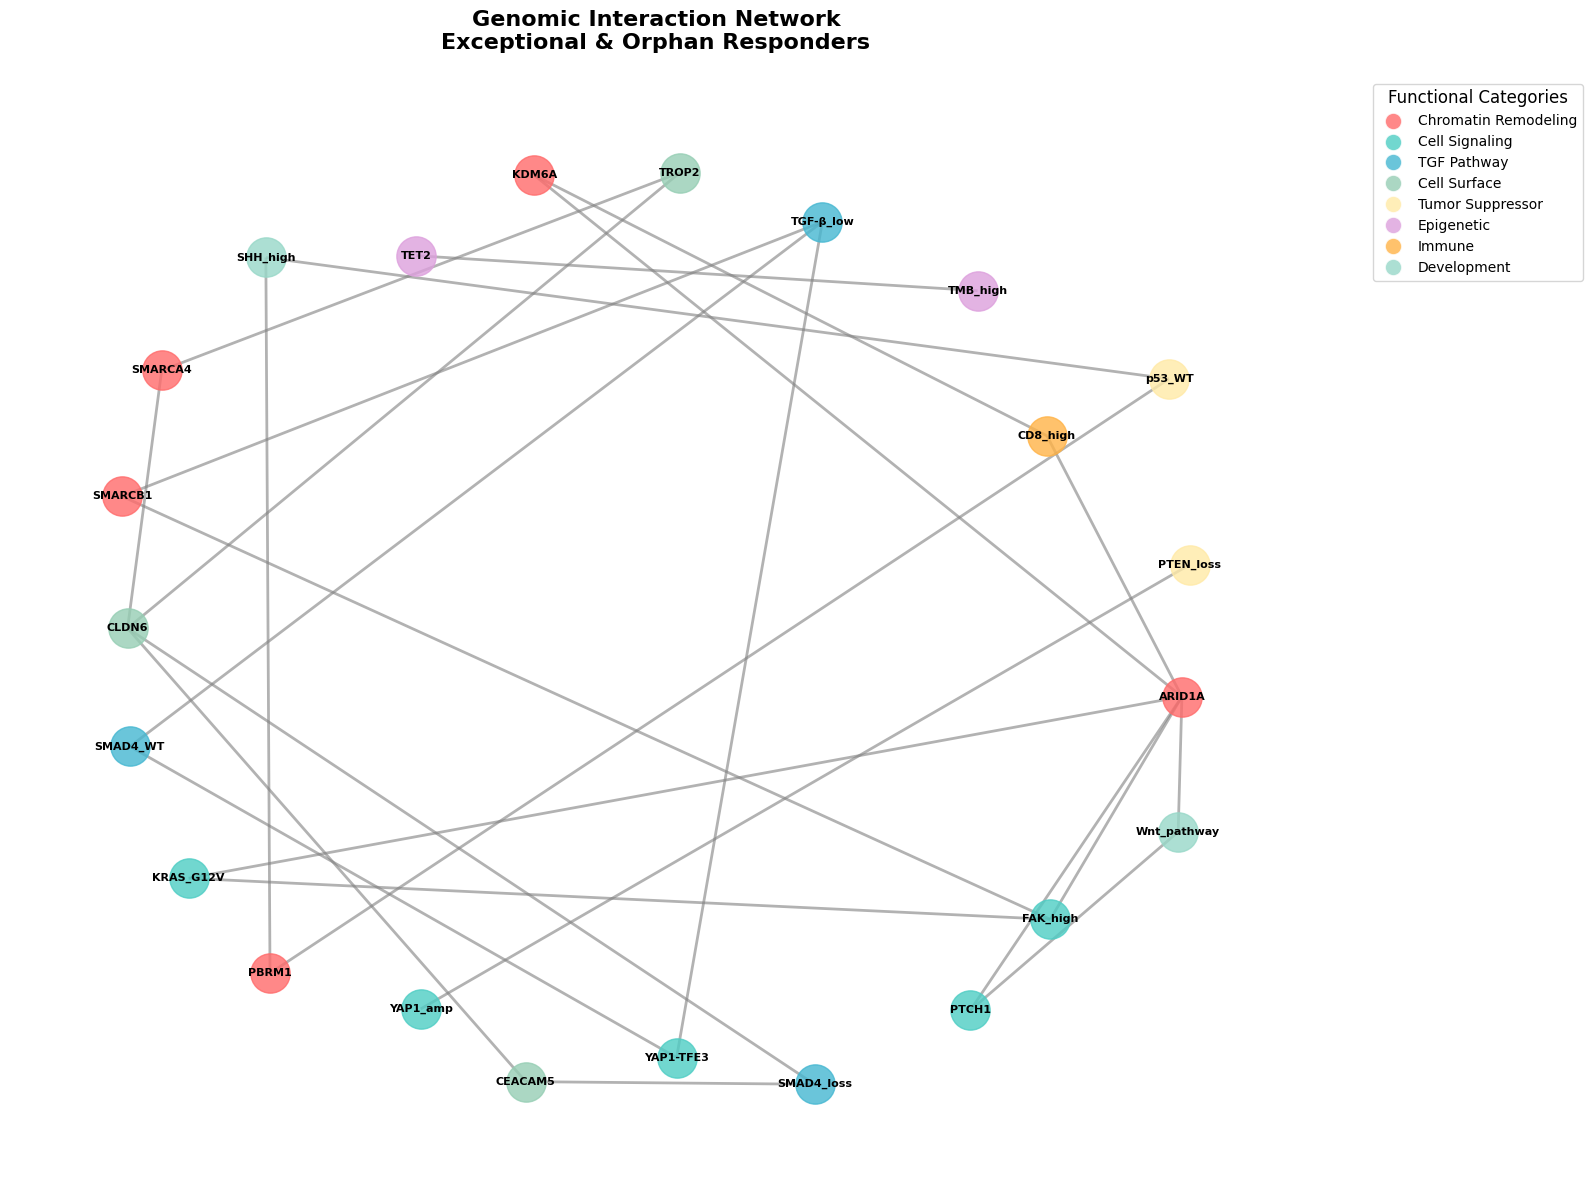 Genomic Interaction Network
Exceptional & Orphan Responders
Functional Categories
Chromatin Remodeling
Cell Signaling
TGF Pathway
Cell Surface
Tumor Suppressor
Epigenetic
Immune
Development
KDM6A
TROP2
TGF-β_low
SHH_high
TET2
TMB_high
SMARCA4
p53_WT
CD8_high
SMARCB1
PTEN_loss
CLDN6
ARID1A
SMAD4_WT
Wnt_pathway
KRAS_G12V
FAK_high
PBRM1
YAP1_amp
PTCH1
YAP1-TFE3
CEACAM5
SMAD4_loss